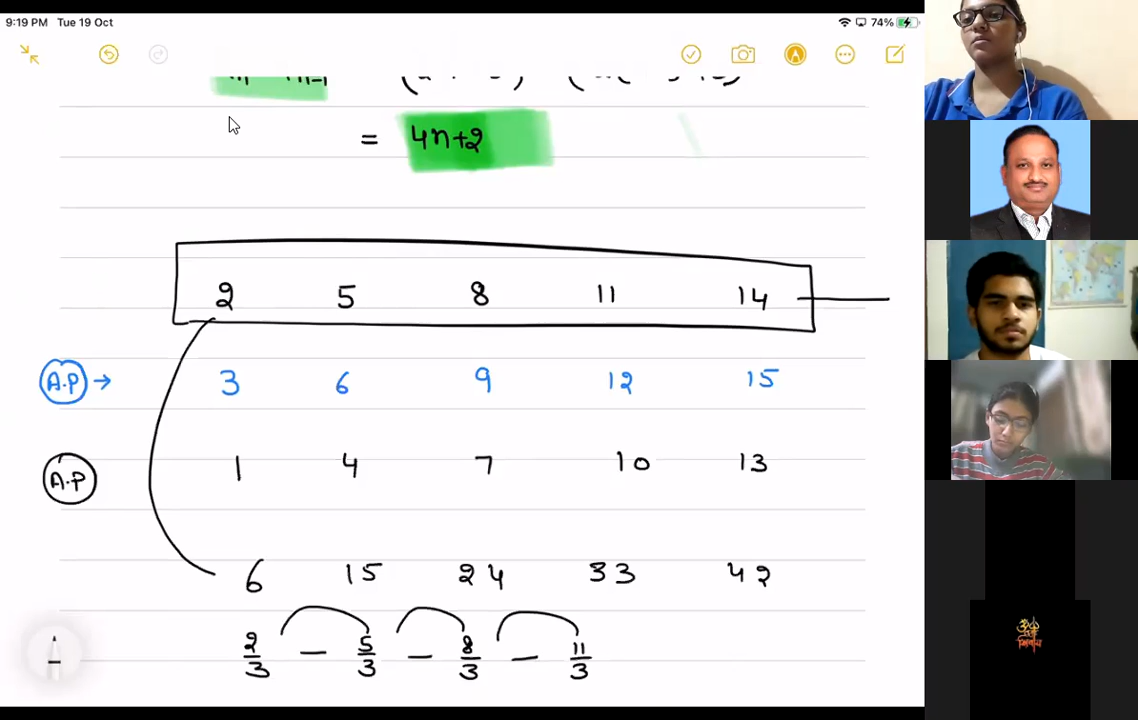 9:19 PM Tue 19 Oct 74%
= 4n+2
2 5 8 11 14
A.P → 3 6 9 12 15
A.P 1 4 7 10 13
6 15 24 33 42
2/3 — 5/3 — 8/3 — 11/3
ॐ